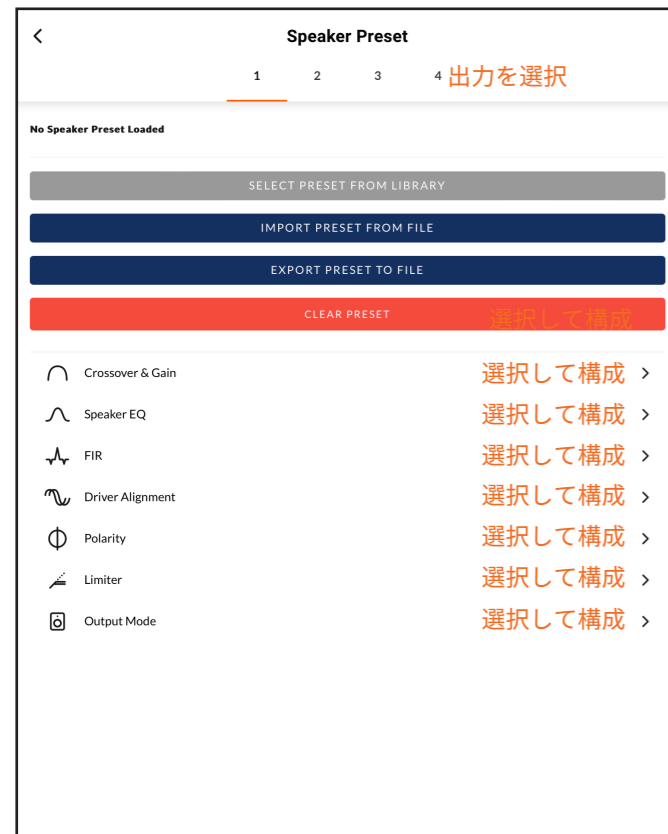 Speaker Preset
1 2 3 4 出力を選択
No Speaker Preset Loaded
SELECT PRESET FROM LIBRARY
IMPORT PRESET FROM FILE
EXPORT PRESET TO FILE
CLEAR PRESET 選択して構成
Crossover & Gain 選択して構成
Speaker EQ 選択して構成
FIR 選択して構成
Driver Alignment 選択して構成
Polarity 選択して構成
Limiter 選択して構成
Output Mode 選択して構成